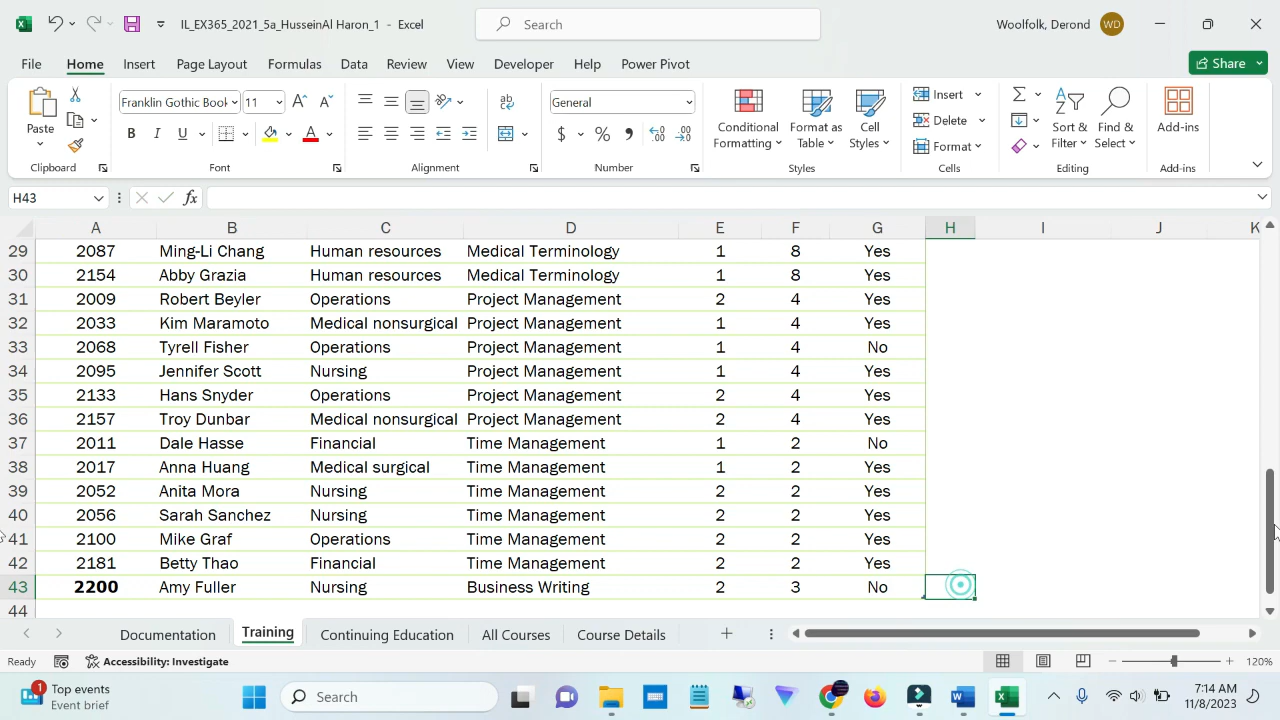 IL_EX365_2021_5a_HusseinAl Haron_1 - Excel
Search
Woolfolk, Derond
WD
File Home Insert Page Layout Formulas Data Review View Developer Help Power Pivot
Share
Paste
Franklin Gothic Book 11
General
Conditional Formatting
Format as Table
Cell Styles
Insert
Delete
Format
Sort & Filter
Find & Select
Add-ins
Clipboard Font Alignment Number Styles Cells Editing Add-ins
H43
fx
A B C D E F G H I J K
29 2087 Ming-Li Chang Human resources Medical Terminology 1 8 Yes
30 2154 Abby Grazia Human resources Medical Terminology 1 8 Yes
31 2009 Robert Beyler Operations Project Management 2 4 Yes
32 2033 Kim Maramoto Medical nonsurgical Project Management 1 4 Yes
33 2068 Tyrell Fisher Operations Project Management 1 4 No
34 2095 Jennifer Scott Nursing Project Management 1 4 Yes
35 2133 Hans Snyder Operations Project Management 2 4 Yes
36 2157 Troy Dunbar Medical nonsurgical Project Management 2 4 Yes
37 2011 Dale Hasse Financial Time Management 1 2 No
38 2017 Anna Huang Medical surgical Time Management 1 2 Yes
39 2052 Anita Mora Nursing Time Management 2 2 Yes
40 2056 Sarah Sanchez Nursing Time Management 2 2 Yes
41 2100 Mike Graf Operations Time Management 2 2 Yes
42 2181 Betty Thao Financial Time Management 2 2 Yes
43 2200 Amy Fuller Nursing Business Writing 2 3 No
44
Documentation Training Continuing Education All Courses Course Details
Ready Accessibility: Investigate 120%
1
Top events
Event brief
Search
7:14 AM
11/8/2023